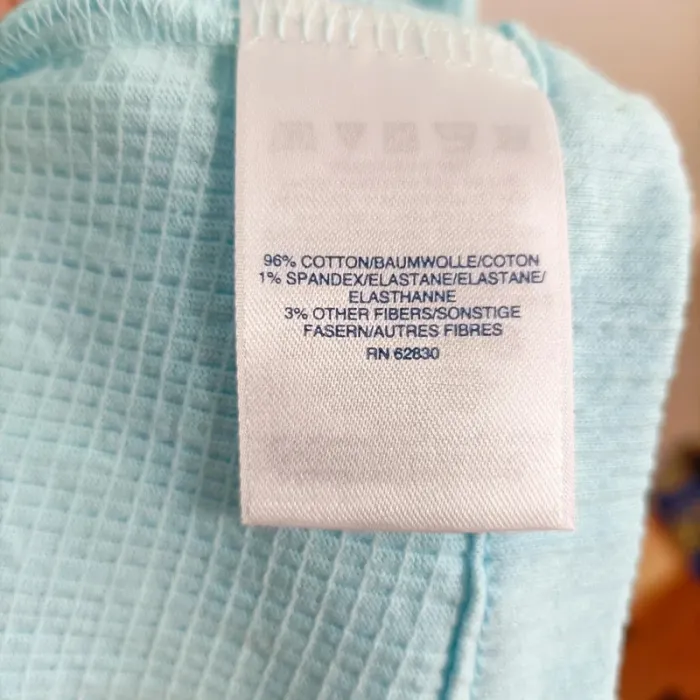 96% COTTON/BAUMWOLLE/COTON
1% SPANDEX/ELASTANE/ELASTANE/
ELASTHANNE
3% OTHER FIBERS/SONSTIGE
FASERN/AUTRES FIBRES
RN 62830